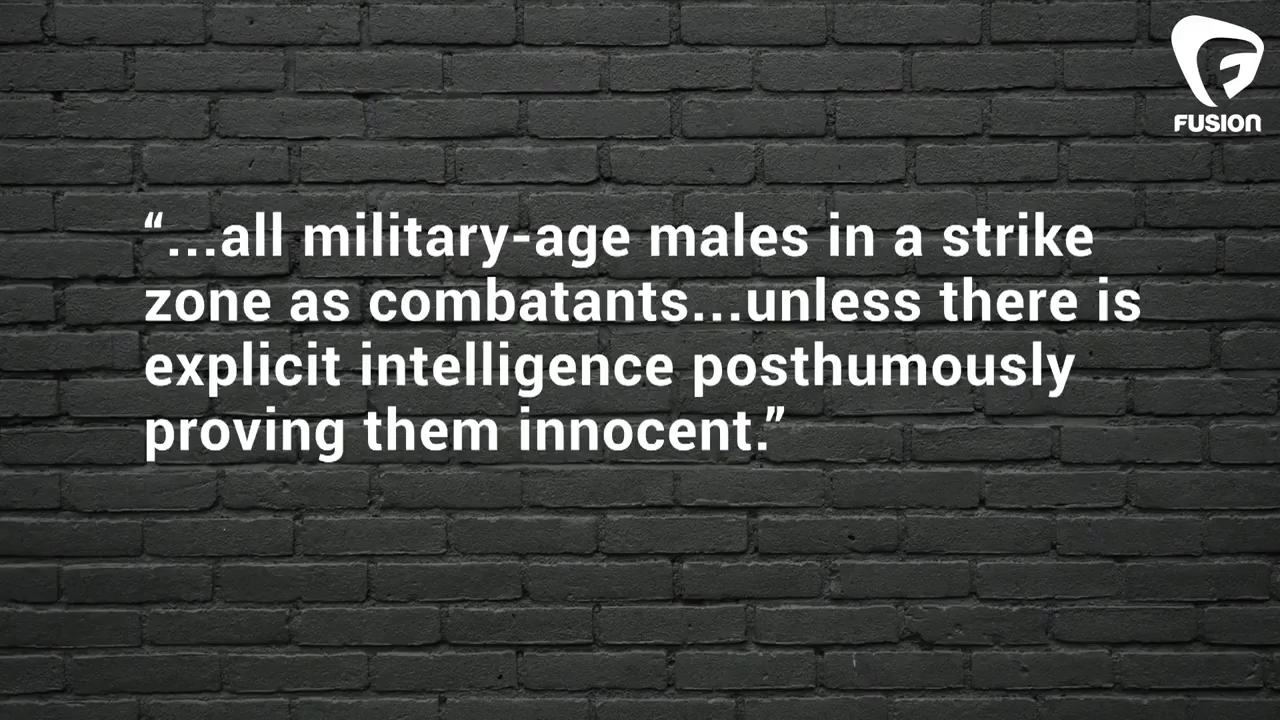 FUSION
“...all military-age males in a strike
zone as combatants...unless there is
explicit intelligence posthumously
proving them innocent.”